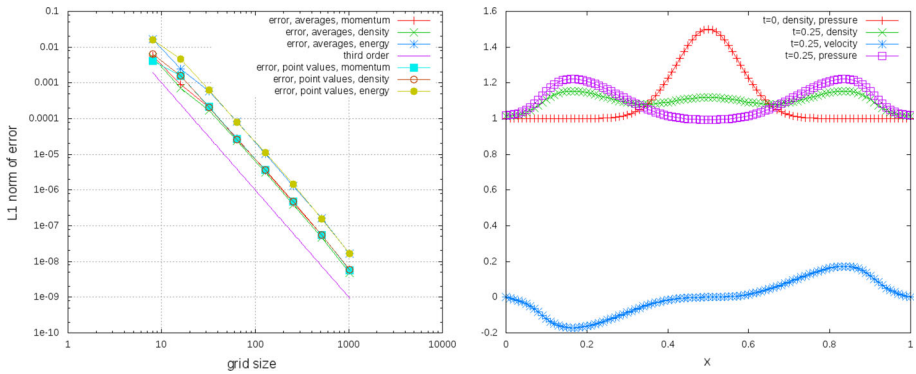 error, averages, momentum
error, averages, density
error, averages, energy
third order
error, point values, momentum
error, point values, density
error, point values, energy
0.1
0.01
0.001
0.0001
1e-05
1e-06
1e-07
1e-08
1e-09
1e-10
L1 norm of error
1
10
100
1000
10000
grid size
t=0, density, pressure
t=0.25, density
t=0.25, velocity
t=0.25, pressure
1.6
1.4
1.2
1
0.8
0.6
0.4
0.2
0
-0.2
0
0.2
0.4
0.6
0.8
1
x